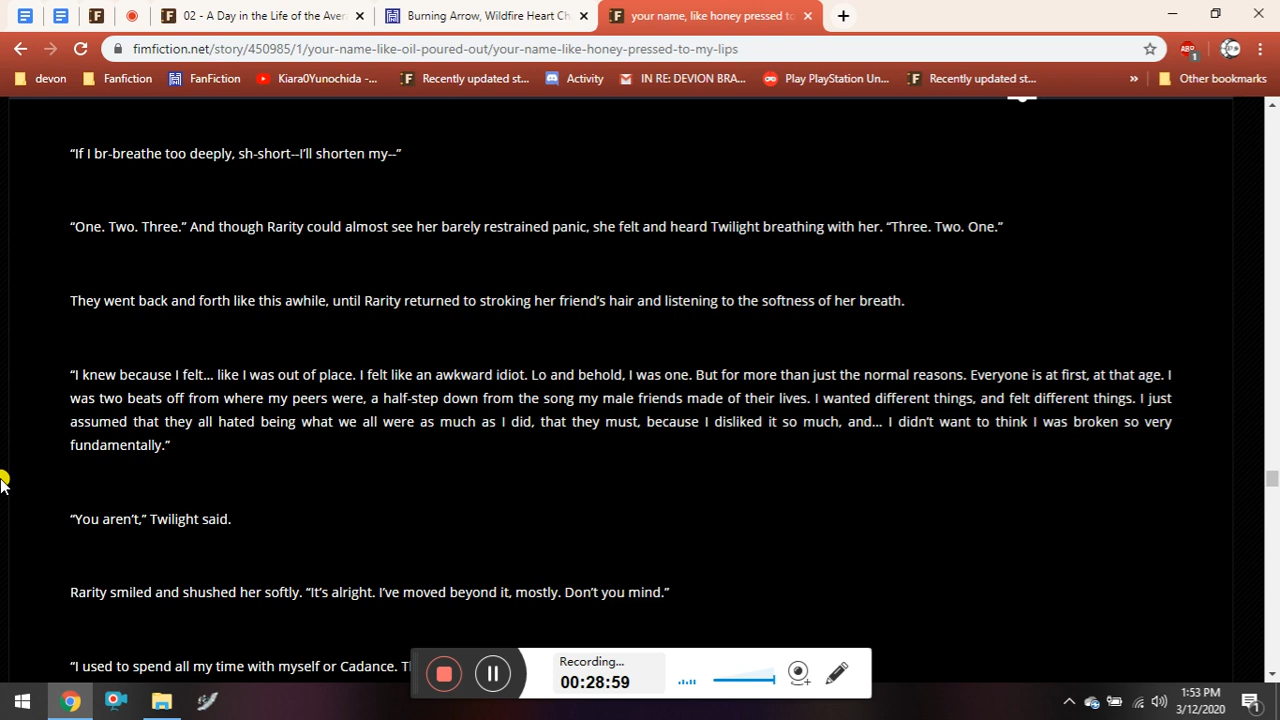 02 - A Day in the Life of the Aven
Burning Arrow, Wildfire Heart Ch
your name, like honey pressed to
fimfiction.net/story/450985/1/your-name-like-oil-poured-out/your-name-like-honey-pressed-to-my-lips
devon
Fanfiction
FanFiction
Kiara0Yunochida -...
Recently updated st...
Activity
IN RE: DEVION BRA...
Play PlayStation Un...
Recently updated st...
»
Other bookmarks
“If I br-breathe too deeply, sh-short--I’ll shorten my--”
“One. Two. Three.” And though Rarity could almost see her barely restrained panic, she felt and heard Twilight breathing with her. “Three. Two. One.”
They went back and forth like this awhile, until Rarity returned to stroking her friend’s hair and listening to the softness of her breath.
“I knew because I felt... like I was out of place. I felt like an awkward idiot. Lo and behold, I was one. But for more than just the normal reasons. Everyone is at first, at that age. I
was two beats off from where my peers were, a half-step down from the song my male friends made of their lives. I wanted different things, and felt different things. I just
assumed that they all hated being what we all were as much as I did, that they must, because I disliked it so much, and... I didn’t want to think I was broken so very
fundamentally.”
“You aren’t,” Twilight said.
Rarity smiled and shushed her softly. “It’s alright. I’ve moved beyond it, mostly. Don’t you mind.”
“I used to spend all my time with myself or Cadance. Th
Recording...
00:28:59
1:53 PM
3/12/2020